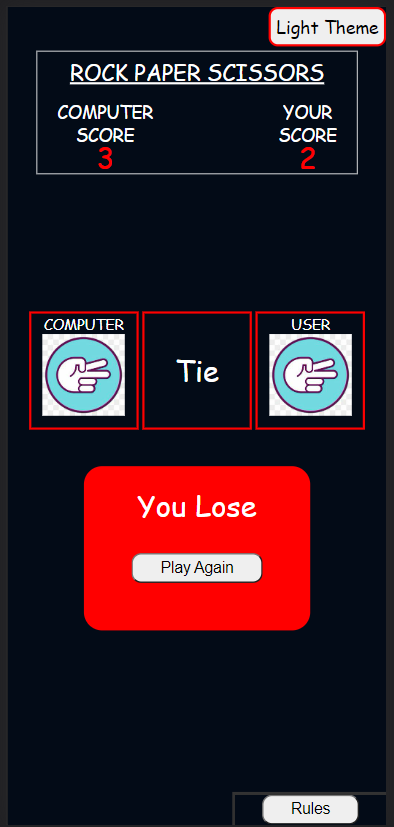 Light Theme
ROCK PAPER SCISSORS
COMPUTER YOUR
SCORE SCORE
3 2
COMPUTER USER
Tie
You Lose
Play Again
Rules